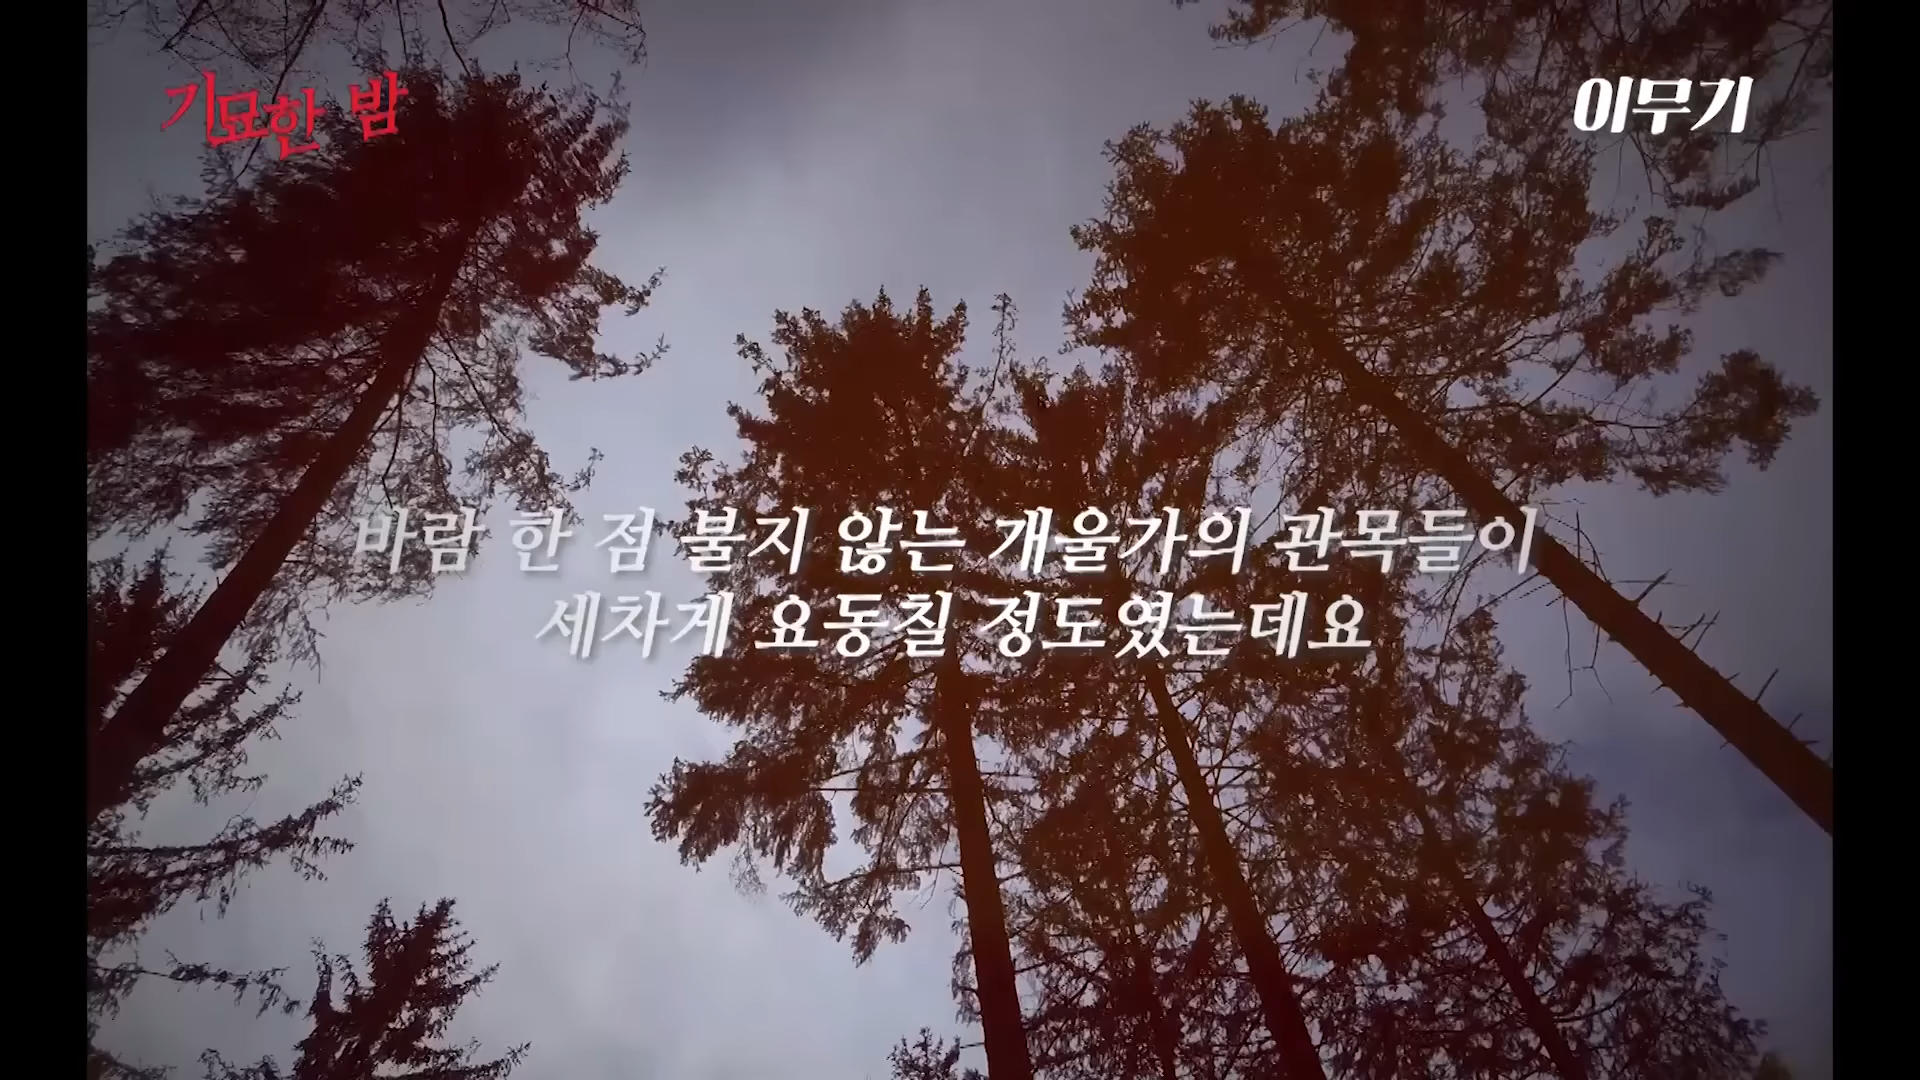 기묘한 밤
이무기
바람 한 점 불지 않는 개울가의 관목들이
세차게 요동칠 정도였는데요